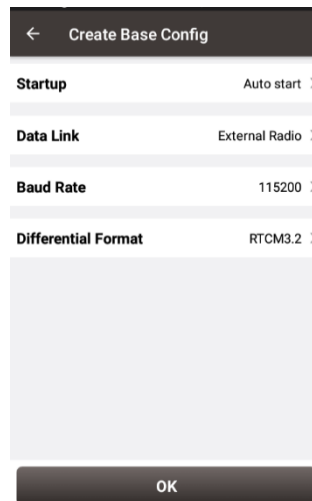 Create Base Config
Startup Auto start
Data Link External Radio
Baud Rate 115200
Differential Format RTCM3.2
OK